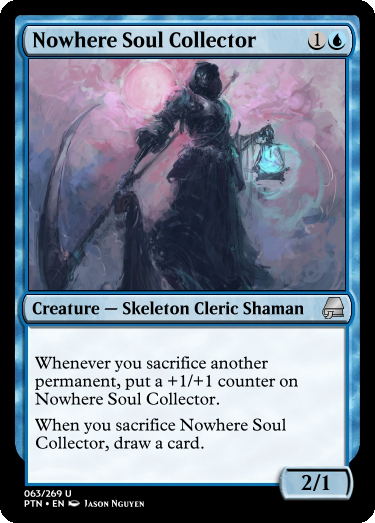 Nowhere Soul Collector
1
Creature — Skeleton Cleric Shaman
Whenever you sacrifice another
permanent, put a +1/+1 counter on
Nowhere Soul Collector.
When you sacrifice Nowhere Soul
Collector, draw a card.
2/1
063/269 U
PTN • EN Jason Nguyen